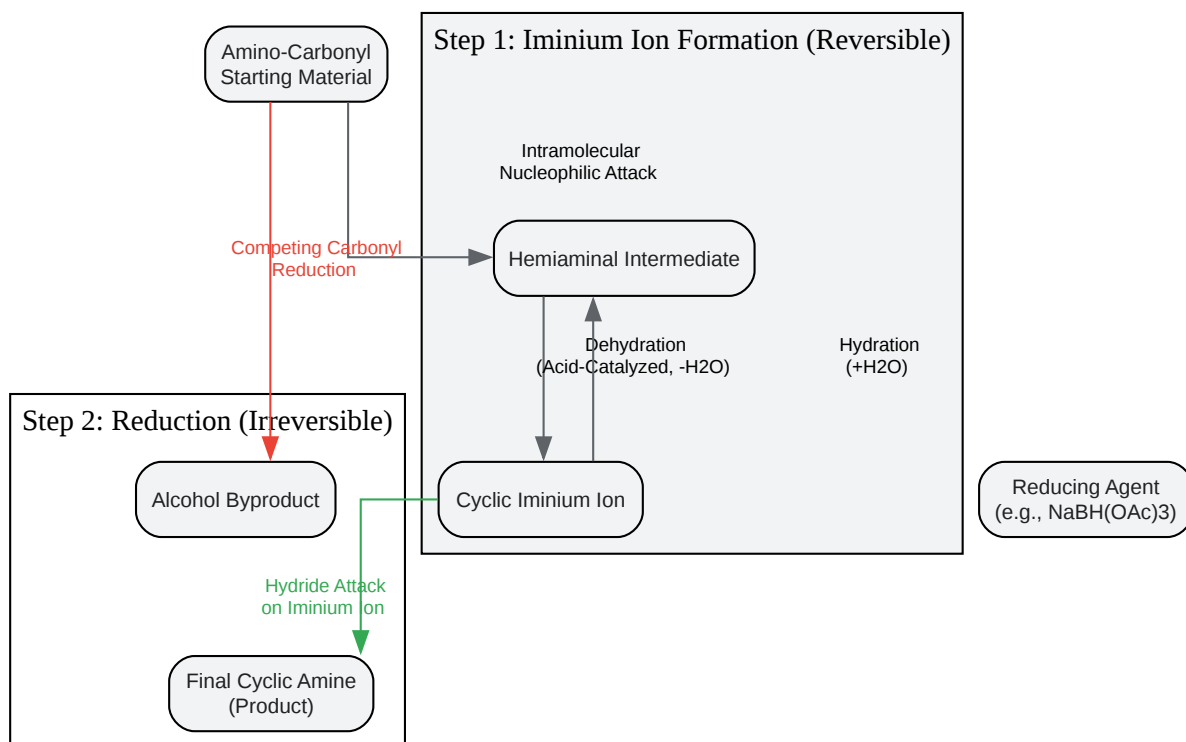 Amino-Carbonyl
Starting Material
Step 1: Iminium Ion Formation (Reversible)
Intramolecular
Nucleophilic Attack
Competing Carbonyl
Reduction
Hemiaminal Intermediate
Dehydration
(Acid-Catalyzed, -H2O)
Hydration
(+H2O)
Step 2: Reduction (Irreversible)
Alcohol Byproduct
Cyclic Iminium Ion
Reducing Agent
(e.g., NaBH(OAc)3)
Hydride Attack
on Iminium Ion
Final Cyclic Amine
(Product)